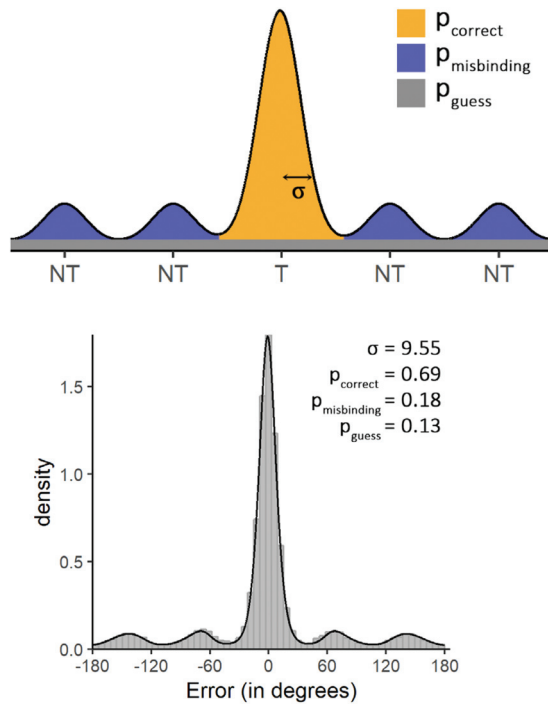 p_correct
p_misbinding
p_guess
σ
NT NT T NT NT
σ = 9.55
p_correct = 0.69
p_misbinding = 0.18
p_guess = 0.13
density
1.5
1.0
0.5
0.0
-180 -120 -60 0 60 120 180
Error (in degrees)